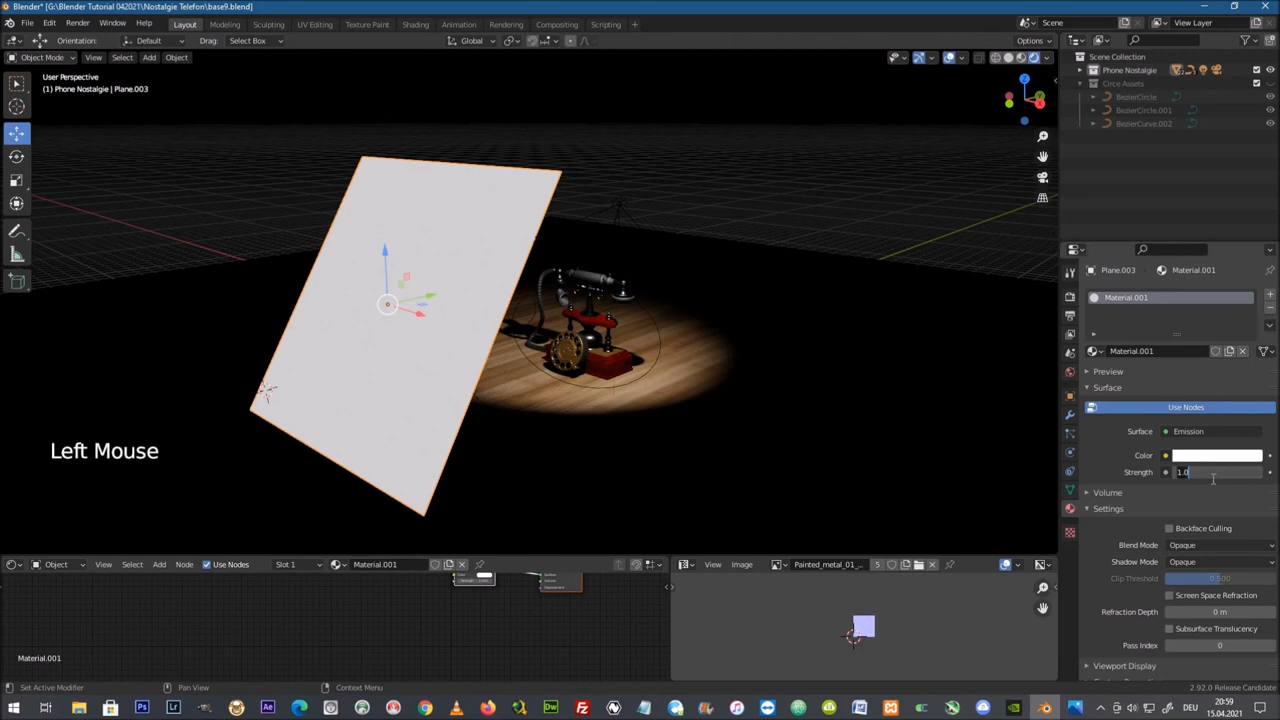 Blender* [G:\Blender Tutorial 042021\Nostalgie Telefon\base9.blend]
File Edit Render Window Help Layout Modeling Sculpting UV Editing Texture Paint Shading Animation Rendering Compositing Scripting + Scene View Layer
Orientation: Default Drag: Select Box Global Options
Object Mode View Select Add Object
User Perspective
(1) Phone Nostalgie | Plane.003
Z
Y
X
Scene Collection
Phone Nostalgie
Circe Assets
BezierCircle
BezierCircle.001
BezierCurve.002
Plane.003 Material.001
Material.001
Material.001
Preview
Surface
Use Nodes
Surface Emission
Color
Strength 1.0
Volume
Settings
Backface Culling
Blend Mode Opaque
Shadow Mode Opaque
Clip Threshold 0.500
Screen Space Refraction
Refraction Depth 0 m
Subsurface Translucency
Pass Index 0
Viewport Display
Left Mouse
Object View Select Add Node Use Nodes Slot 1 Material.001
View Image Painted_metal_01_... 5
Material.001
Set Active Modifier Pan View Context Menu 2.92.0 Release Candidate
DEU 20:59
15.04.2021